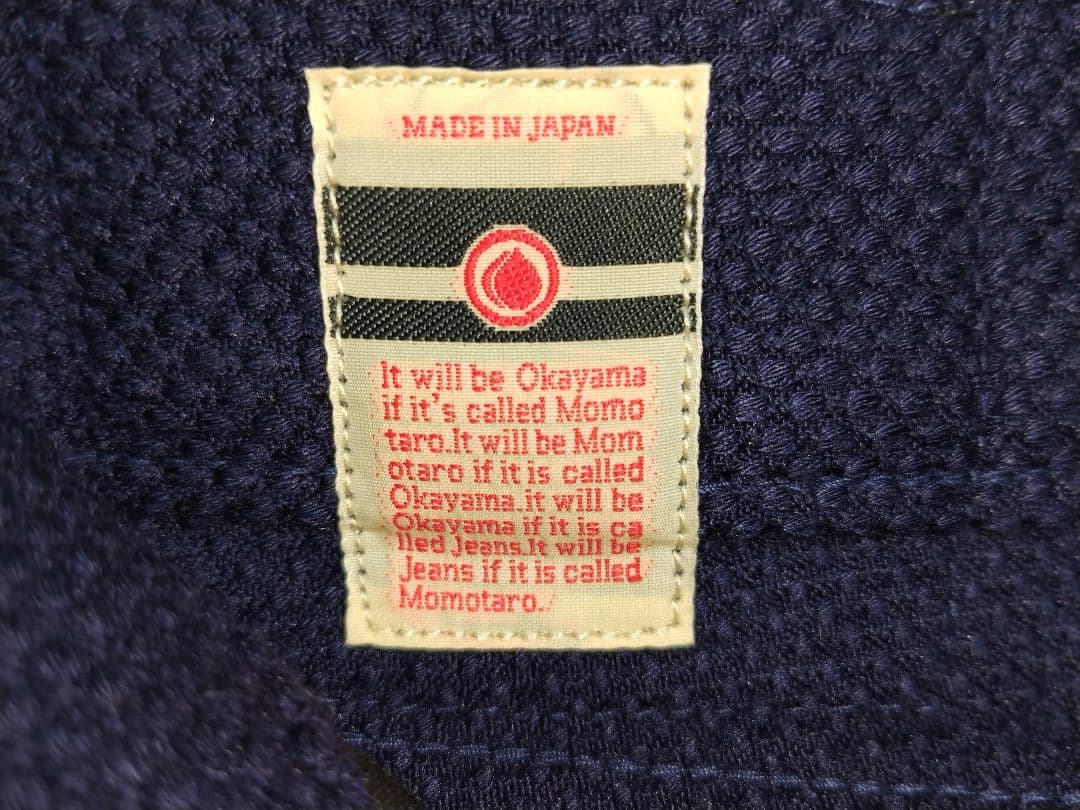 MADE IN JAPAN
It will be Okayama
if it's called Momo
taro.It will be Mom
otaro if it is called
Okayama.it will be
Okayama if it is ca
lled Jeans.It will be
Jeans if it is called
Momotaro.